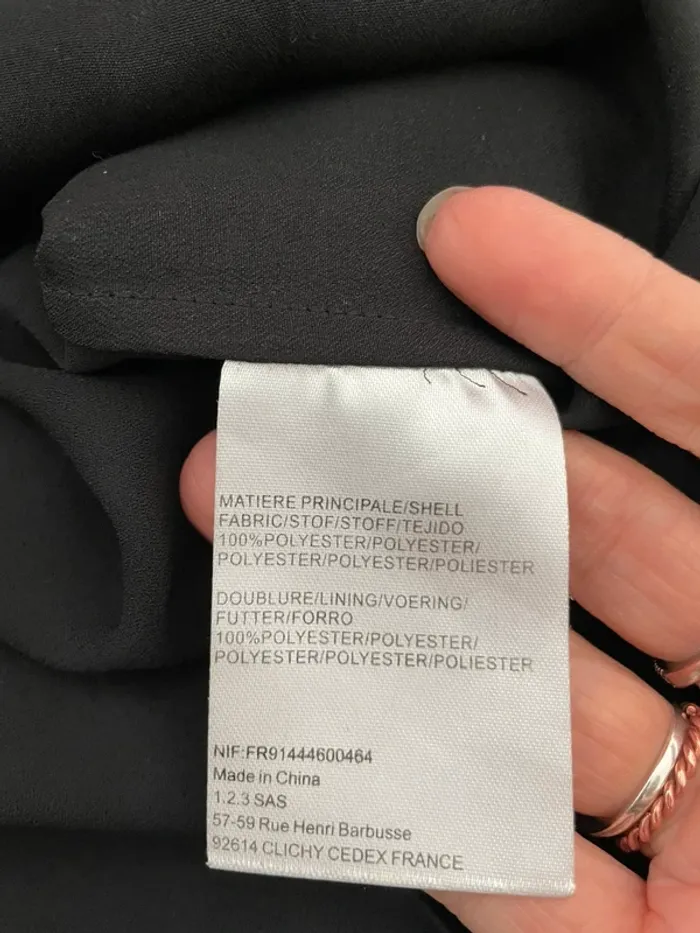 MATIERE PRINCIPALE/SHELL
FABRIC/STOF/STOFF/TEJIDO
100%POLYESTER/POLYESTER/
POLYESTER/POLYESTER/POLIESTER
DOUBLURE/LINING/VOERING/
FUTTER/FORRO
100%POLYESTER/POLYESTER/
POLYESTER/POLYESTER/POLIESTER
NIF:FR91444600464
Made in China
1.2.3 SAS
57-59 Rue Henri Barbusse
92614 CLICHY CEDEX FRANCE